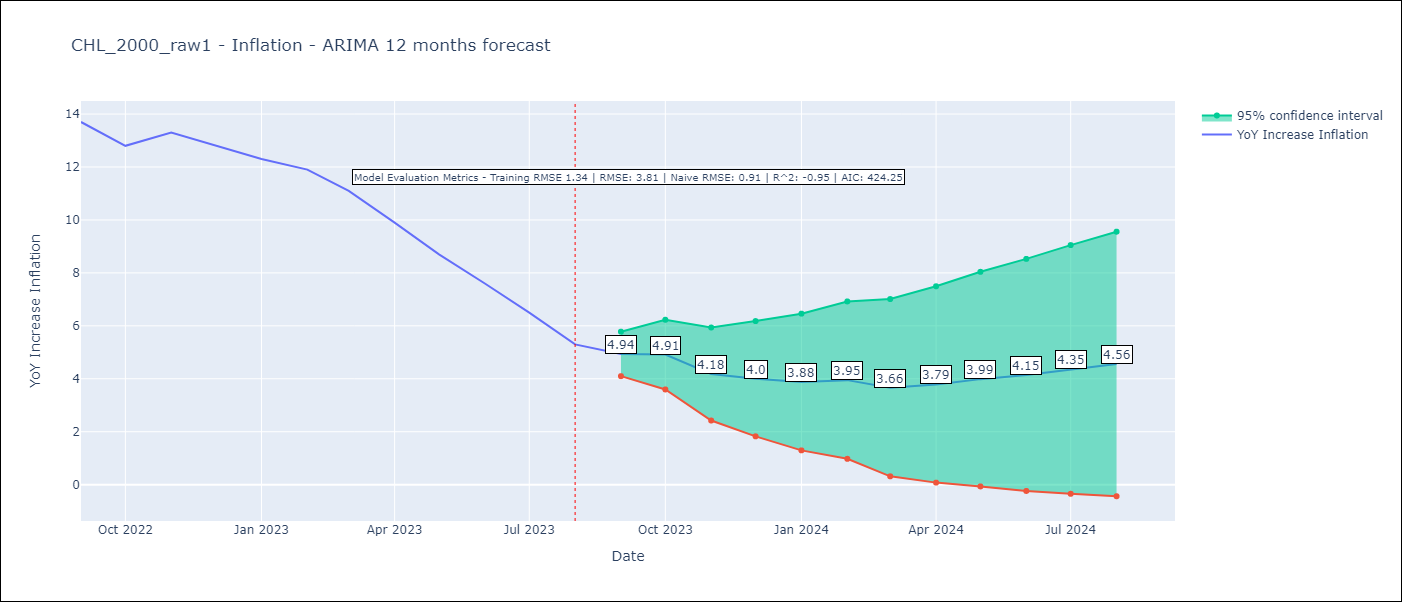 CHL_2000_raw1 - Inflation - ARIMA 12 months forecast
95% confidence interval
YoY Increase Inflation
Model Evaluation Metrics - Training RMSE 1.34 | RMSE: 3.81 | Naive RMSE: 0.91 | R^2: -0.95 | AIC: 424.25
YoY Increase Inflation
14
12
10
8
6
4
2
0
4.94
4.91
4.18
4.0
3.88
3.95
3.66
3.79
3.99
4.15
4.35
4.56
Oct 2022
Jan 2023
Apr 2023
Jul 2023
Oct 2023
Jan 2024
Apr 2024
Jul 2024
Date